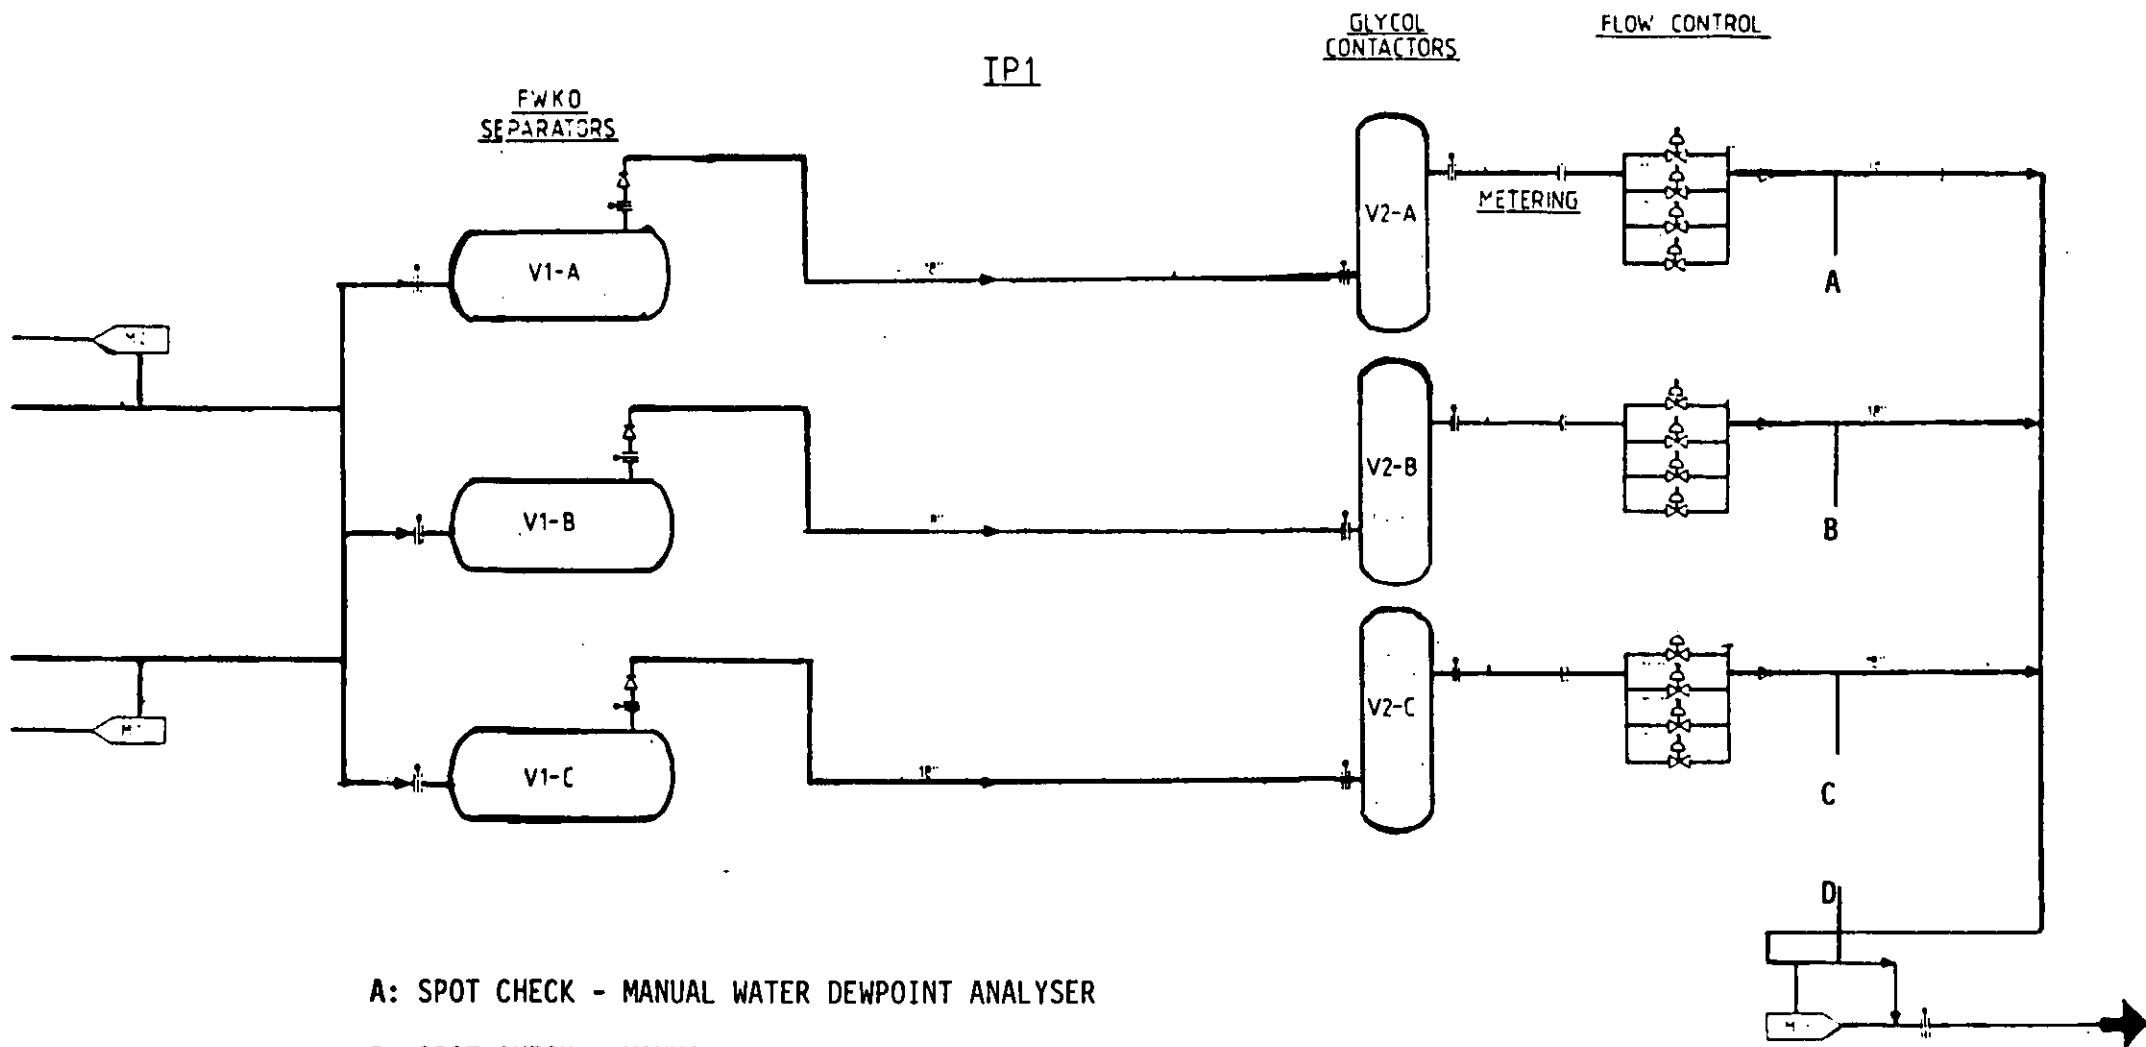 GLYCOL
CONTACTORS
FLOW CONTROL
TP1
FWKO
SEPARATORS
V1-A
V2-A
METERING
A
V1-B
V2-B
B
V1-C
V2-C
C
D
A: SPOT CHECK - MANUAL WATER DEWPOINT ANALYSER